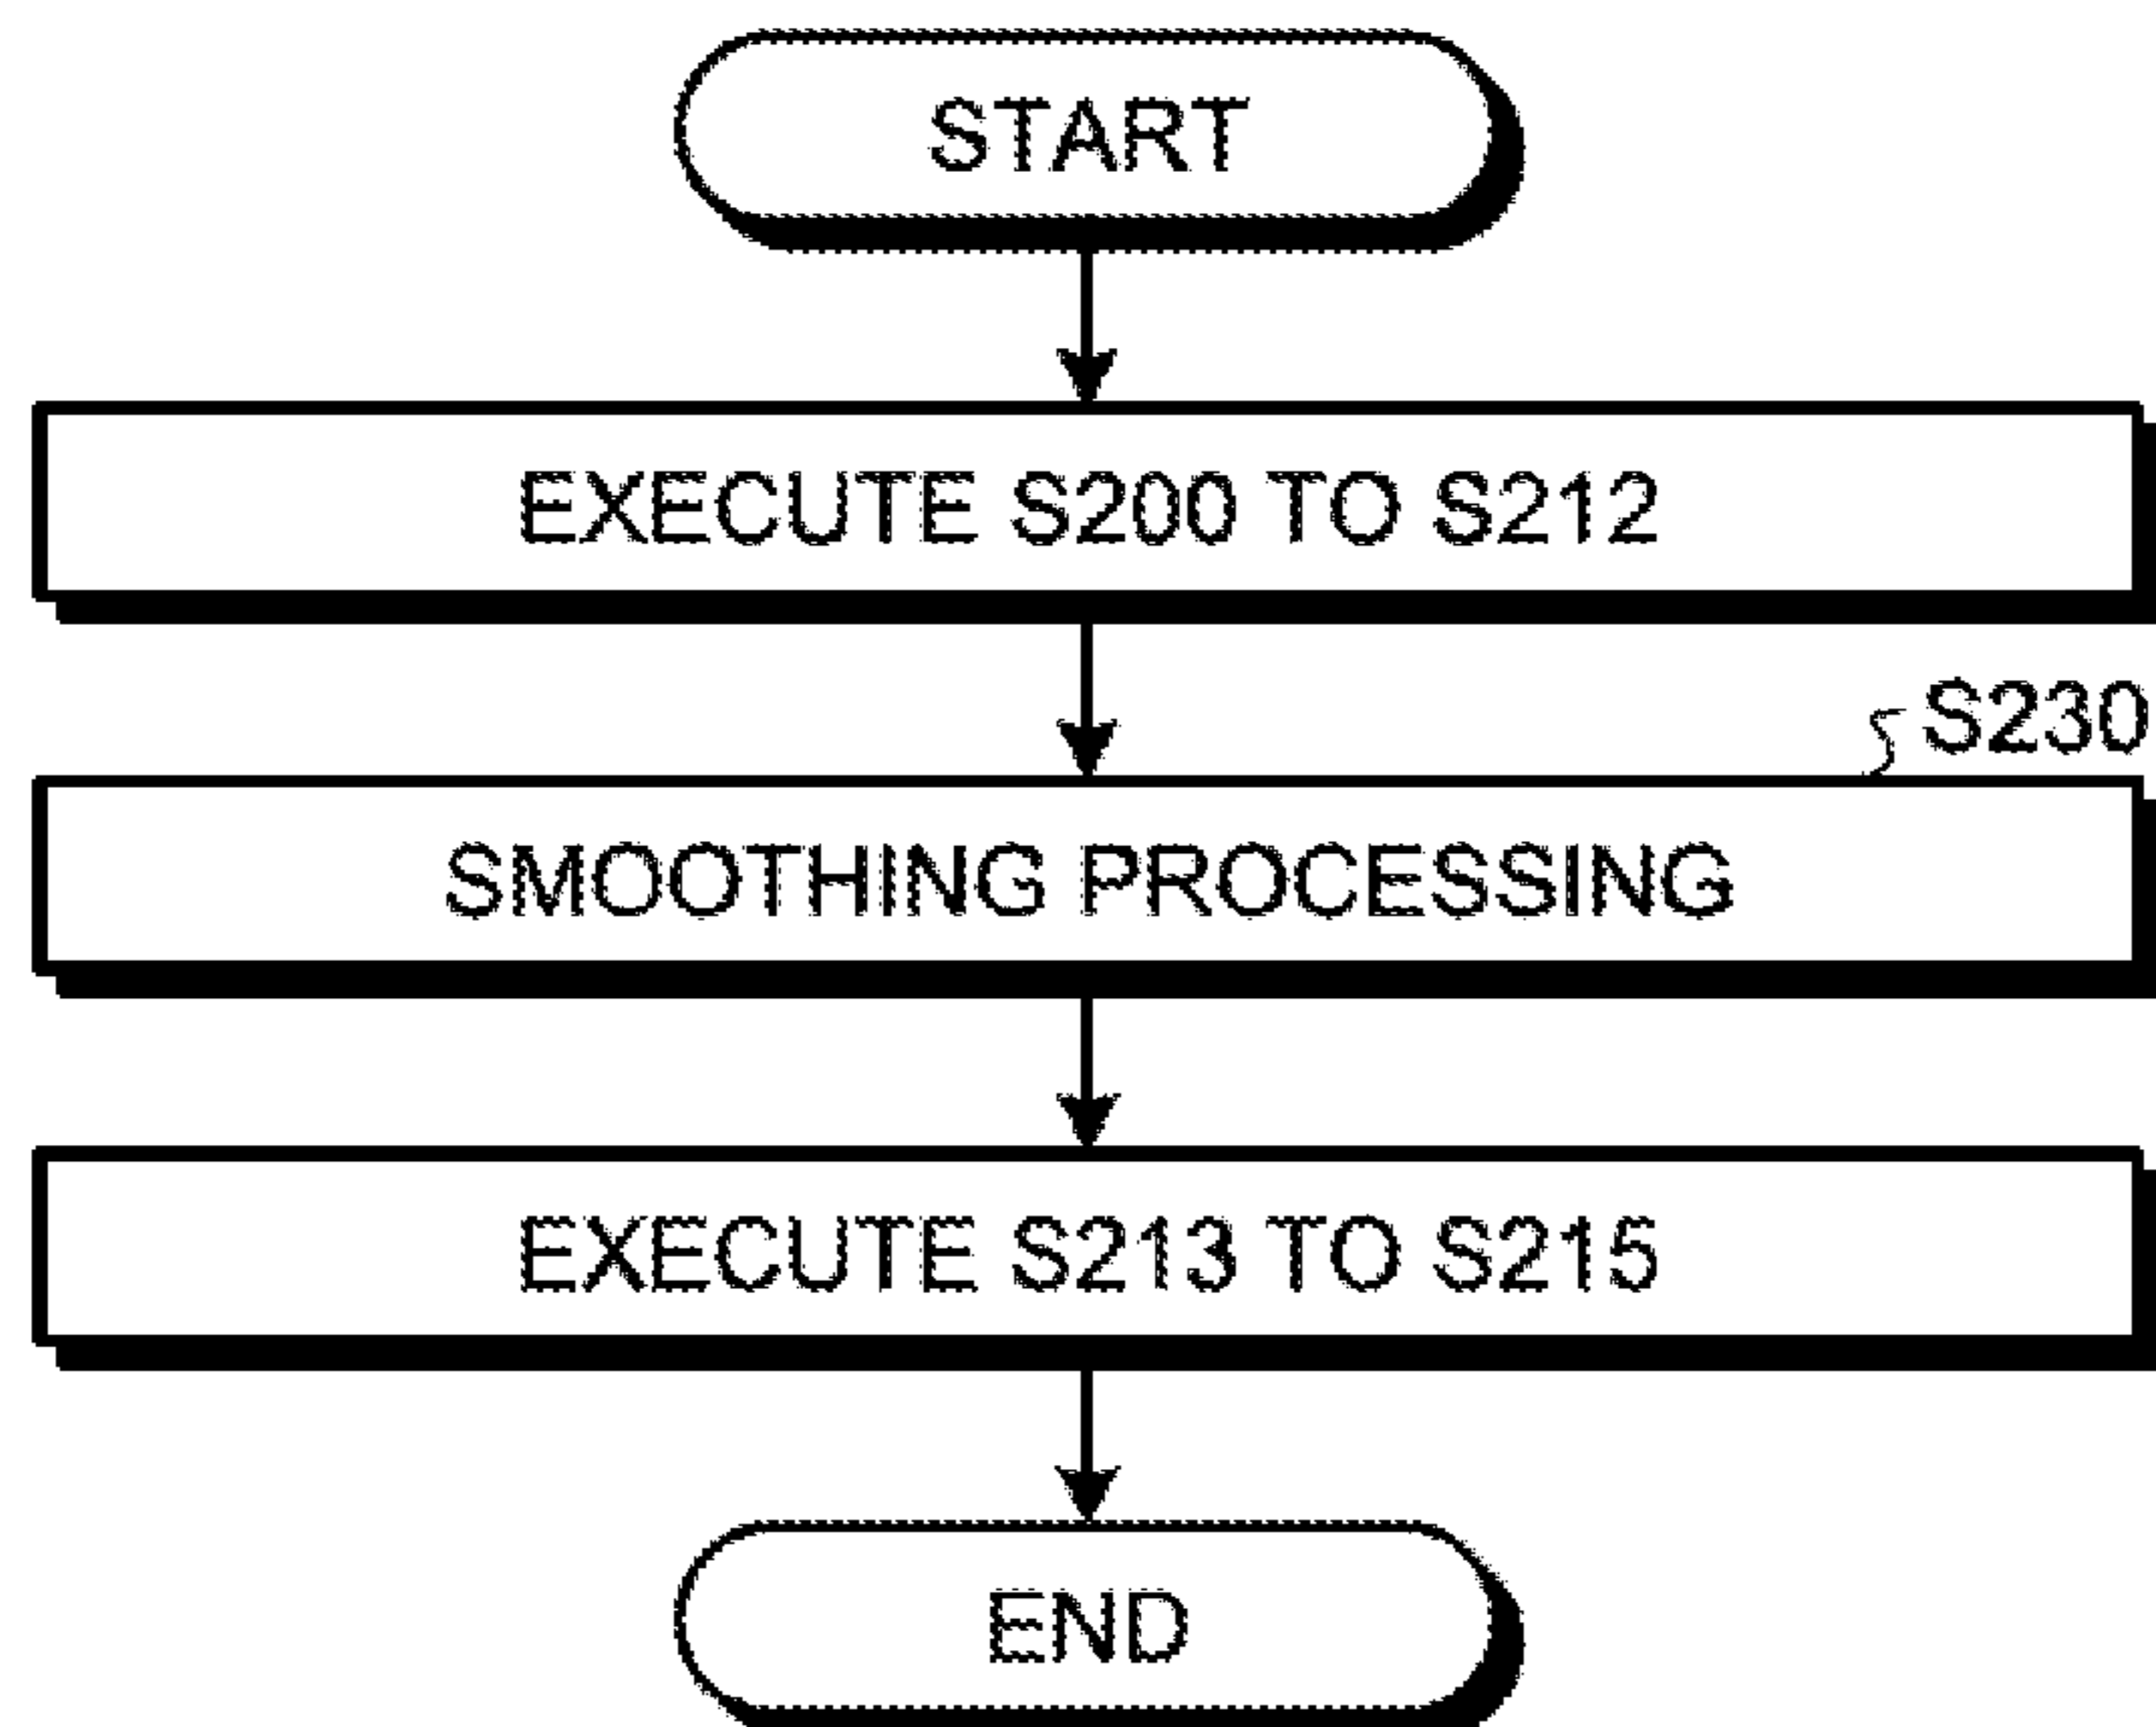 START
EXECUTE S200 TO S212
S230
SMOOTHING PROCESSING
EXECUTE S213 TO S215
END